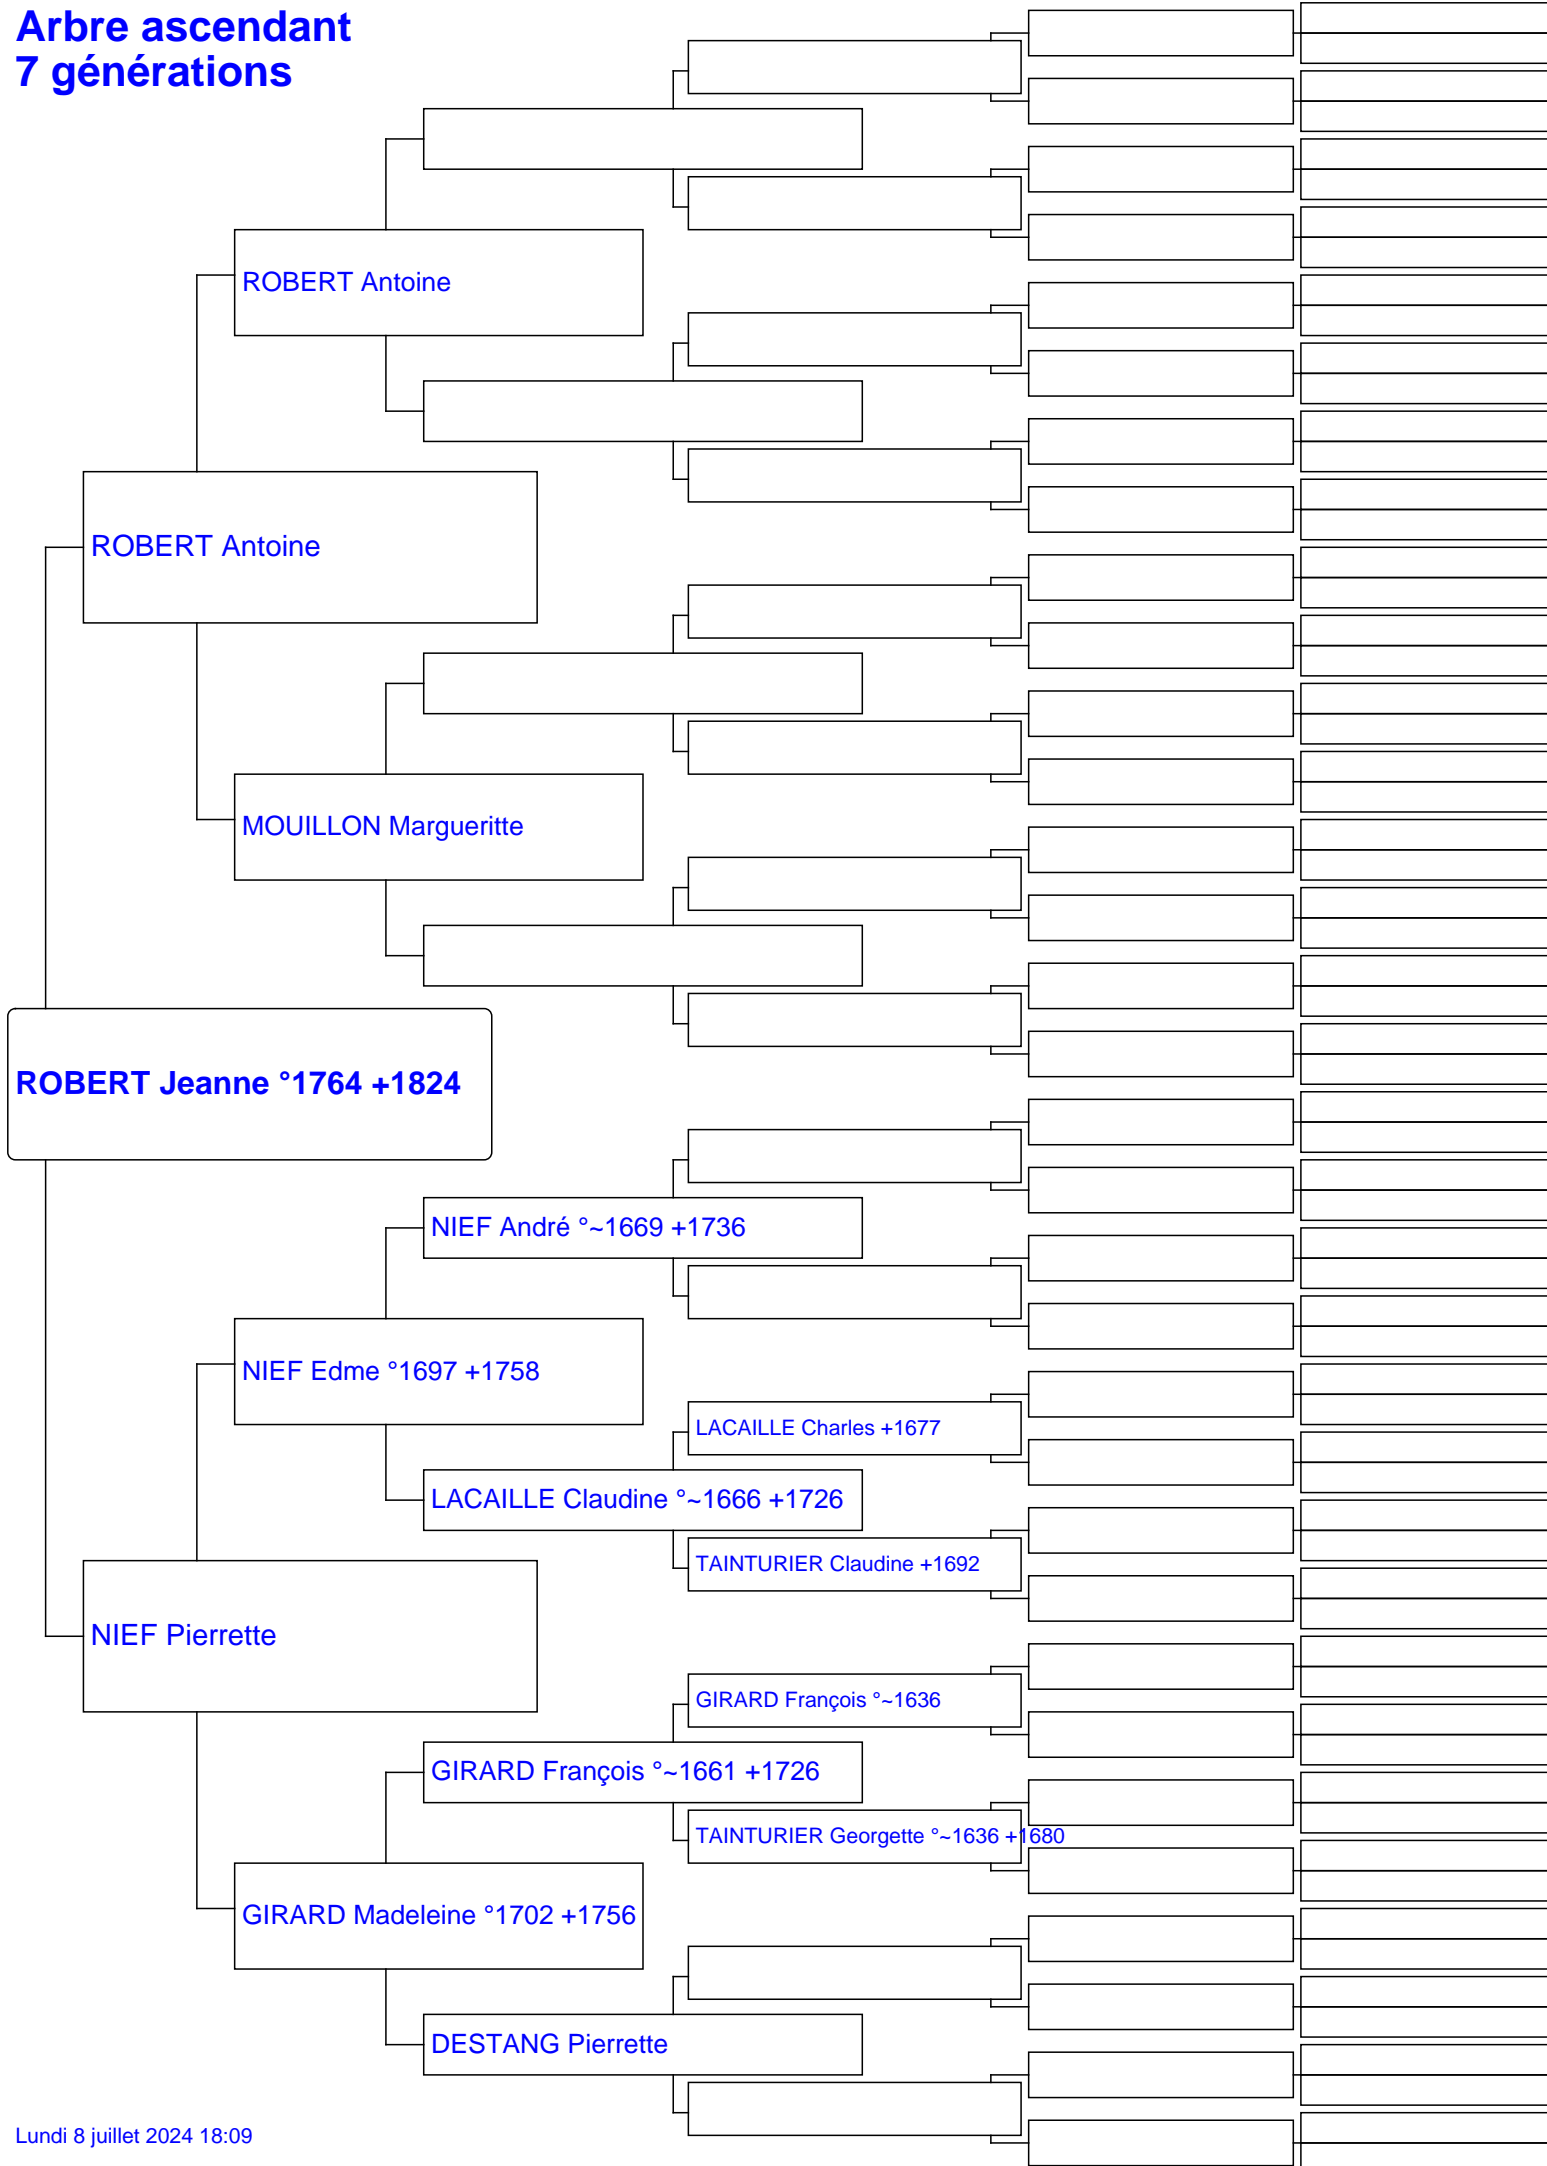 Arbre ascendant
7 générations
ROBERT Antoine
ROBERT Antoine
MOUILLON Margueritte
ROBERT Jeanne °1764 +1824
NIEF André °~1669 +1736
NIEF Edme °1697 +1758
LACAILLE Charles +1677
LACAILLE Claudine °~1666 +1726
TAINTURIER Claudine +1692
NIEF Pierrette
GIRARD François °~1636
GIRARD François °~1661 +1726
TAINTURIER Georgette °~1636 +1680
GIRARD Madeleine °1702 +1756
DESTANG Pierrette
Lundi 8 juillet 2024 18:09